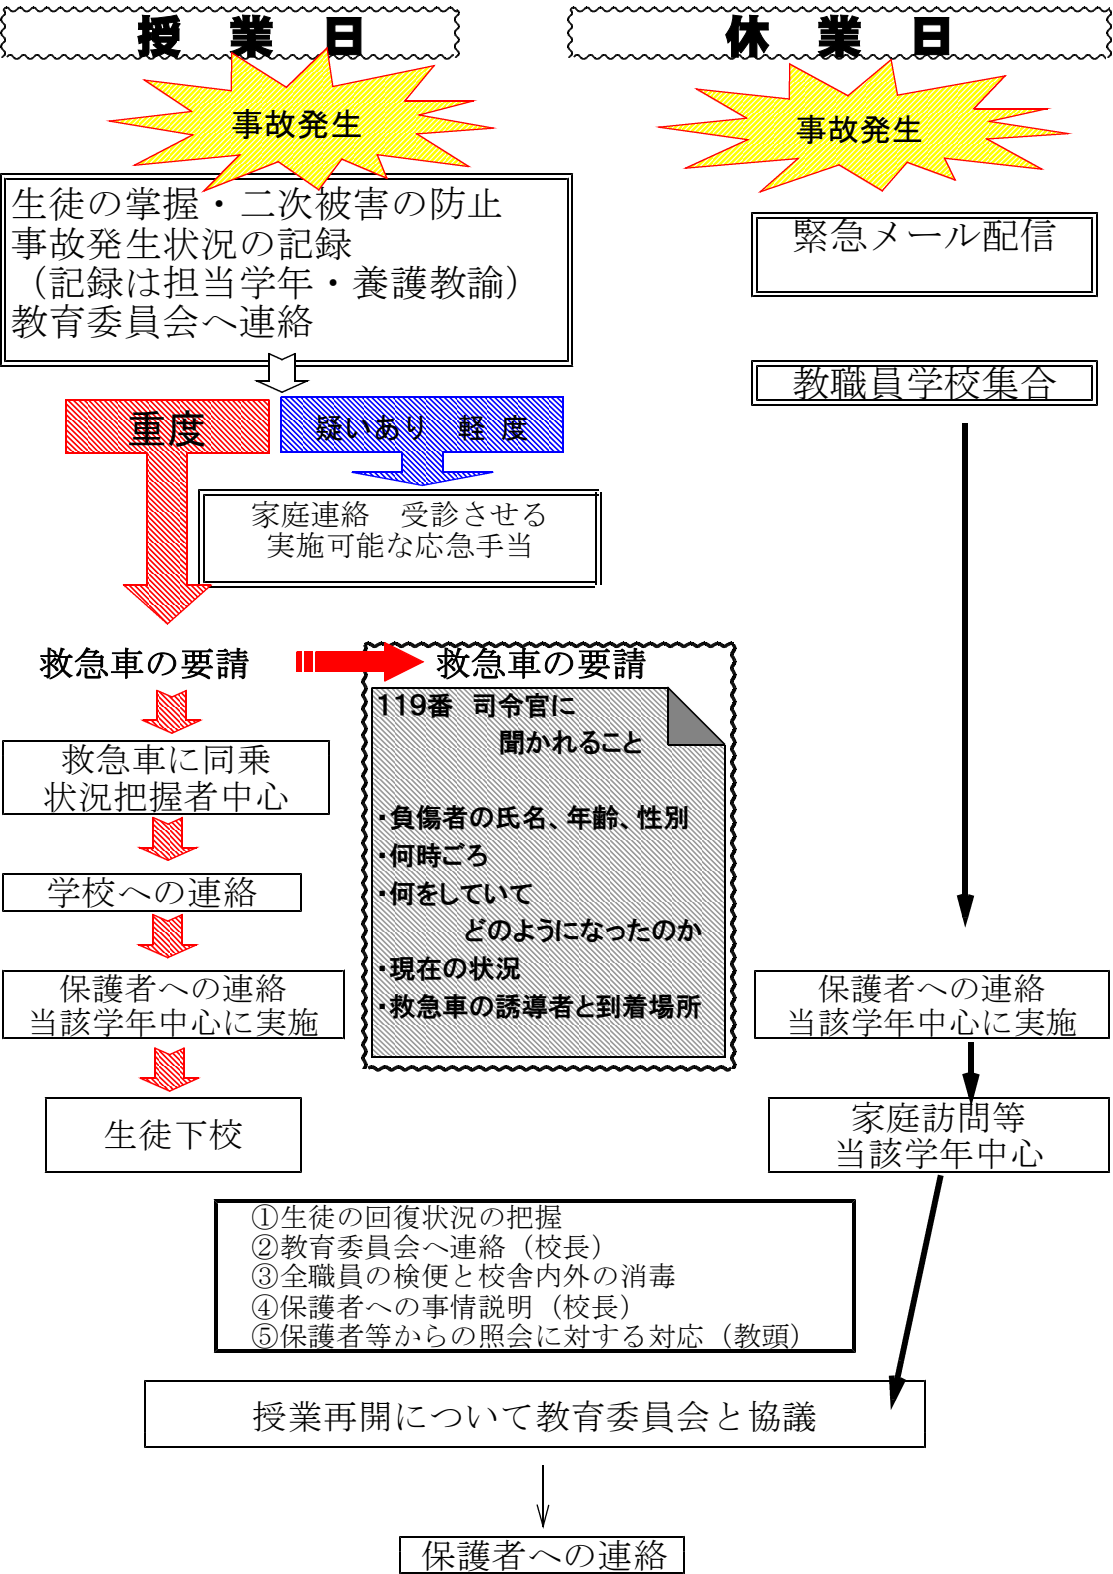 授　業　日
休　業　日
事故発生
事故発生
生徒の掌握・二次被害の防止
事故発生状況の記録
（記録は担当学年・養護教諭）
教育委員会へ連絡
緊急メール配信
教職員学校集合
重度
疑いあり　軽 度
家庭連絡　受診させる
実施可能な応急手当
救急車の要請
救急車の要請
119番　司令官に
聞かれること
・負傷者の氏名、年齢、性別
・何時ごろ
・何をしていて
どのようになったのか
・現在の状況
・救急車の誘導者と到着場所
救急車に同乗
状況把握者中心
学校への連絡
保護者への連絡
当該学年中心に実施
保護者への連絡
当該学年中心に実施
生徒下校
家庭訪問等
当該学年中心
①生徒の回復状況の把握
②教育委員会へ連絡（校長）
③全職員の検便と校舎内外の消毒
④保護者への事情説明（校長）
⑤保護者等からの照会に対する対応（教頭）
授業再開について教育委員会と協議
保護者への連絡